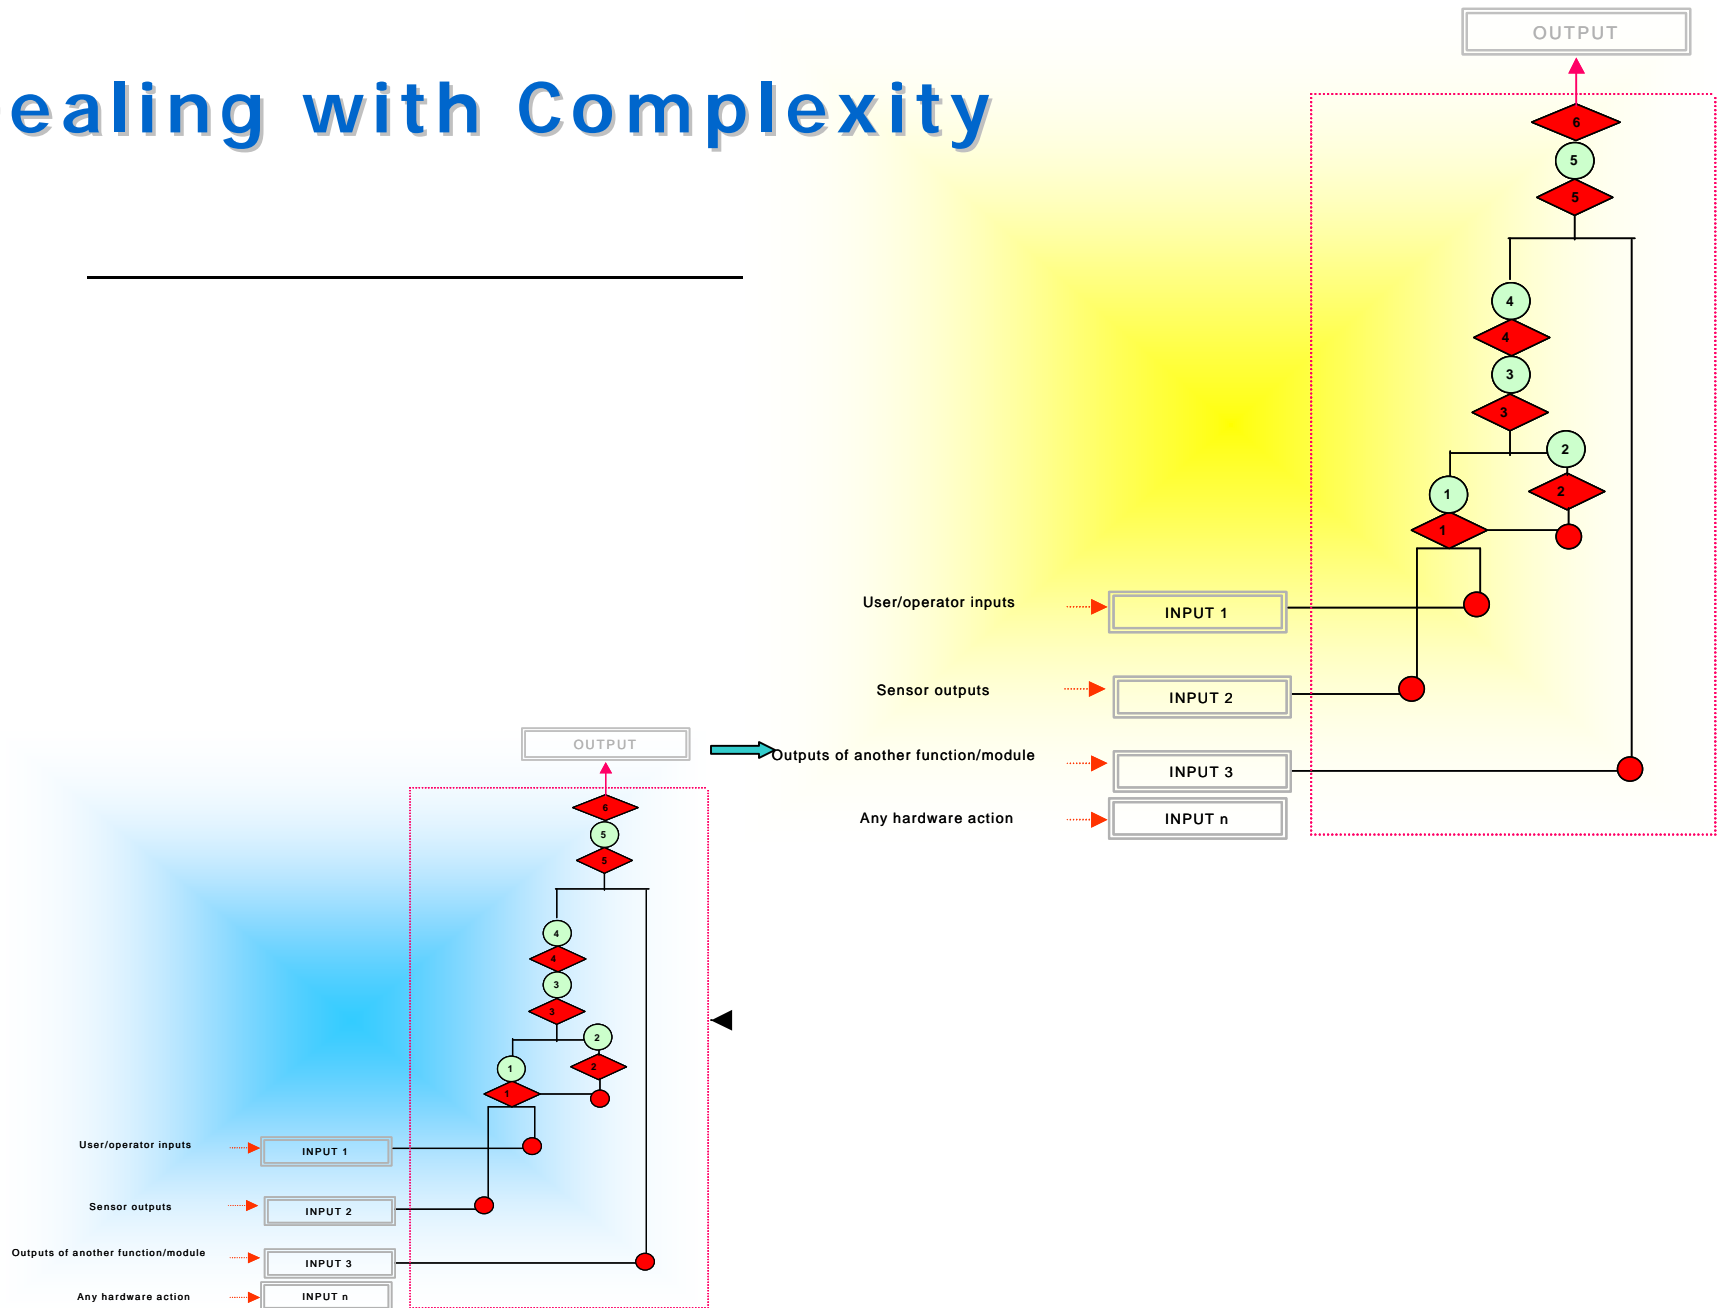 OUTPUT
ealing with Complexity
6
5
5
4
4
3
3
2
1
2
1
User/operator inputs
INPUT 1
Sensor outputs
INPUT 2
Outputs of another function/module
INPUT 3
Any hardware action
INPUT n
OUTPUT
6
5
5
4
4
3
3
2
1
2
1
User/operator inputs
INPUT 1
Sensor outputs
INPUT 2
Outputs of another function/module
INPUT 3
Any hardware action
INPUT n